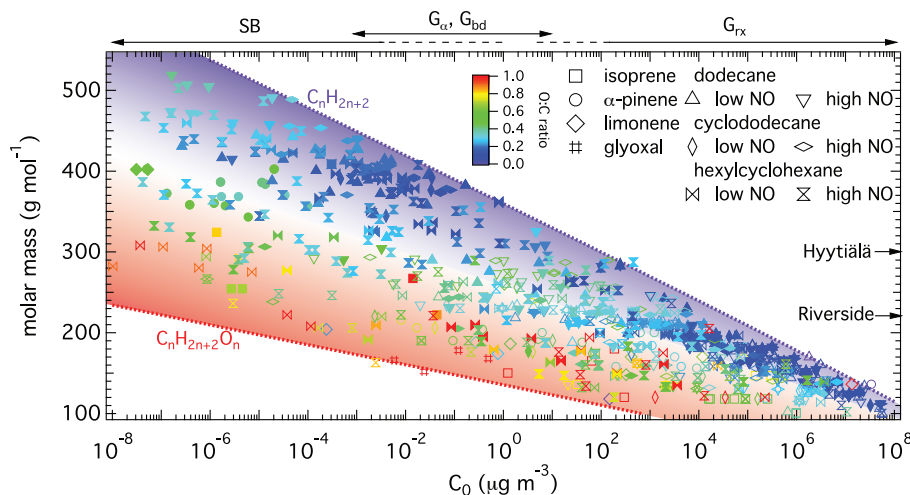 SB
Gα, Gbd
Grx
CnH2n+2
1.0
0.8
0.6
0.4
0.2
0.0
O:C ratio
isoprene dodecane
α-pinene low NO high NO
limonene cyclododecane
glyoxal low NO high NO
hexylcyclohexane
low NO high NO
500
400
300
200
100
molar mass (g mol⁻¹)
Hyytiälä
Riverside
CnH2n+2On
10⁻⁸ 10⁻⁶ 10⁻⁴ 10⁻² 10⁰ 10² 10⁴ 10⁶ 10⁸
C₀ (µg m⁻³)